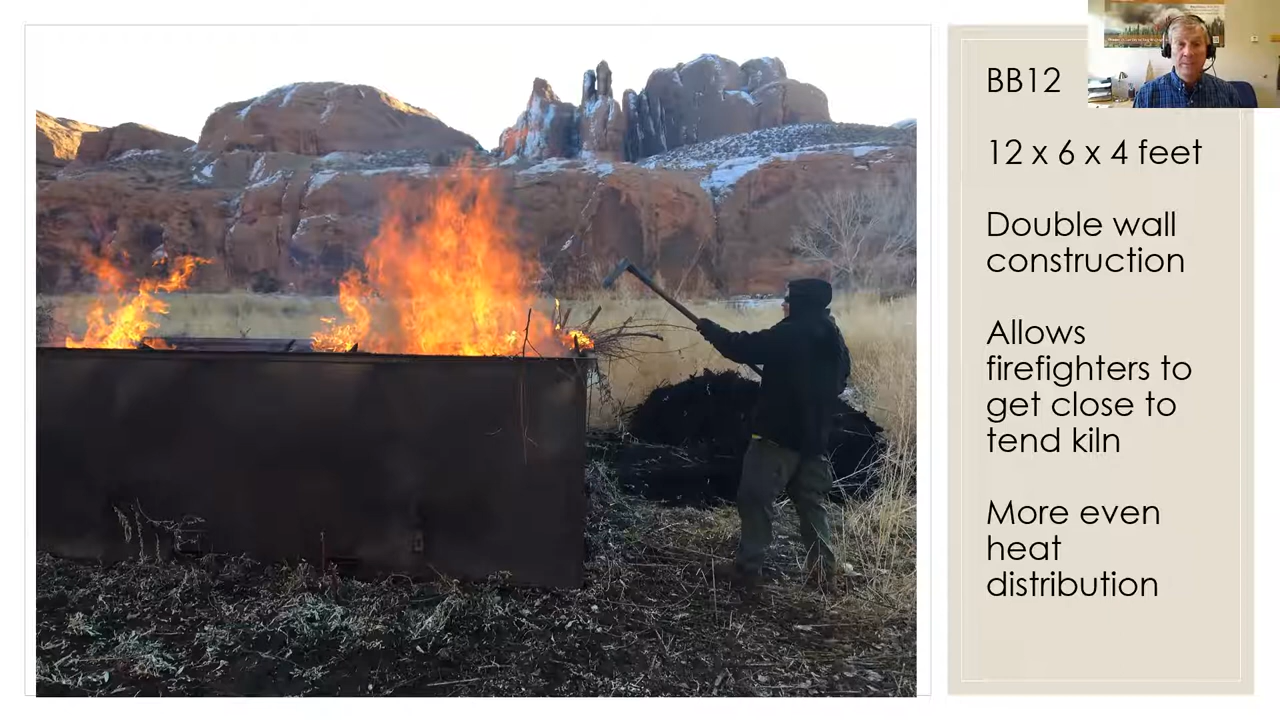 BB12
12 x 6 x 4 feet
Double wall
construction
Allows
firefighters to
get close to
tend kiln
More even
heat
distribution